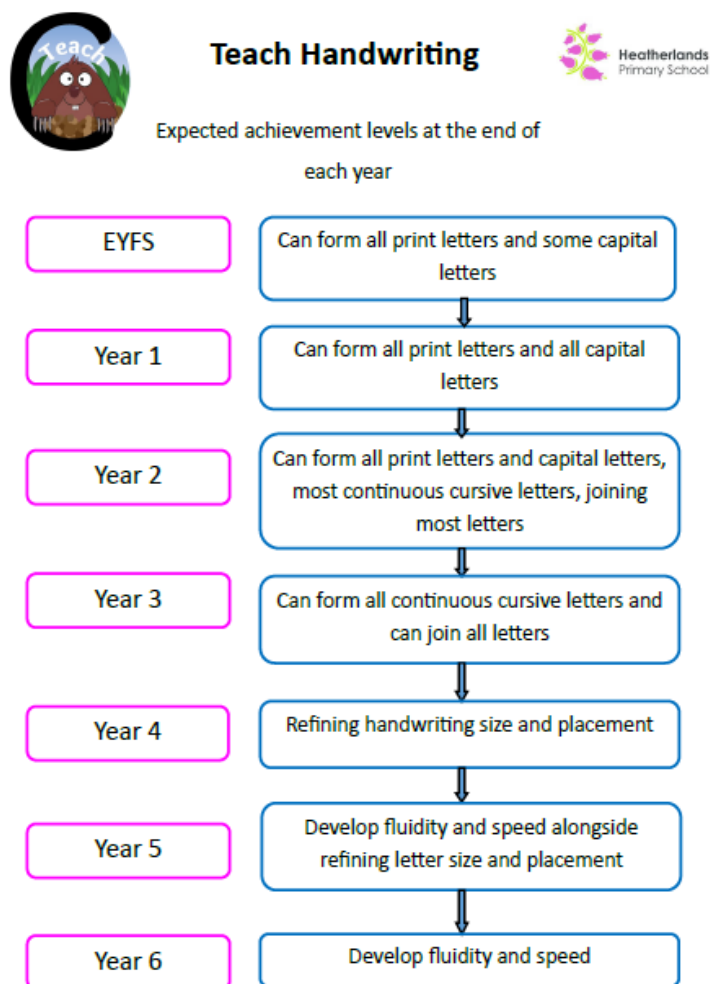 Teach
Teach Handwriting
Heatherlands
Primary School
Expected achievement levels at the end of
each year
EYFS
Can form all print letters and some capital
letters
Year 1
Can form all print letters and all capital
letters
Year 2
Can form all print letters and capital letters,
most continuous cursive letters, joining
most letters
Year 3
Can form all continuous cursive letters and
can join all letters
Year 4
Refining handwriting size and placement
Year 5
Develop fluidity and speed alongside
refining letter size and placement
Year 6
Develop fluidity and speed